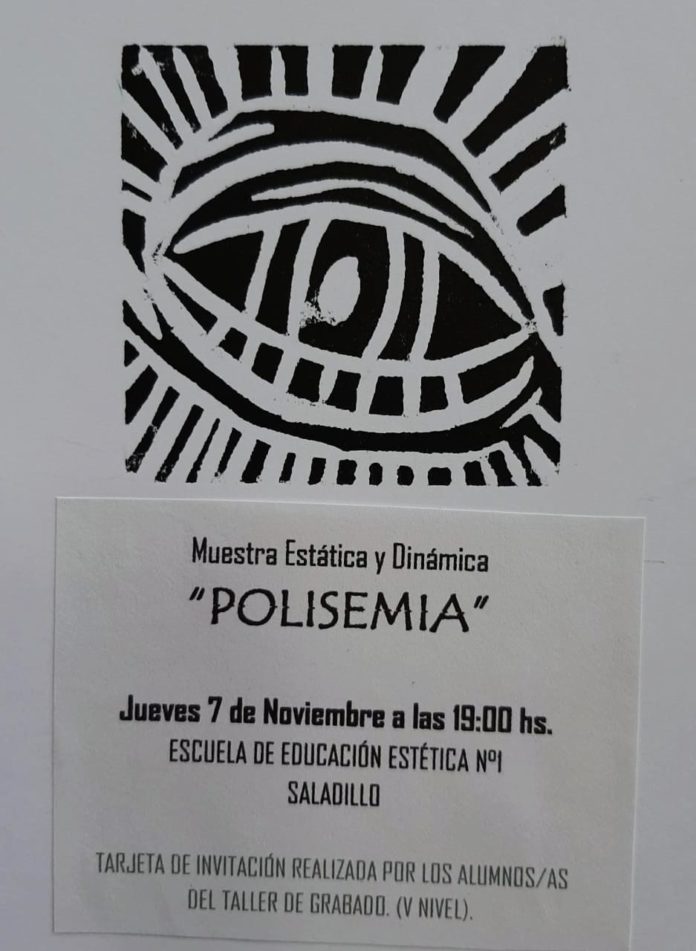 Muestra Estática y Dinámica
"POLISEMIA"
Jueves 7 de Noviembre a las 19:00 hs.
ESCUELA DE EDUCACIÓN ESTÉTICA Nº1
SALADILLO
TARJETA DE INVITACIÓN REALIZADA POR LOS ALUMNOS/AS
DEL TALLER DE GRABADO. (V NIVEL).